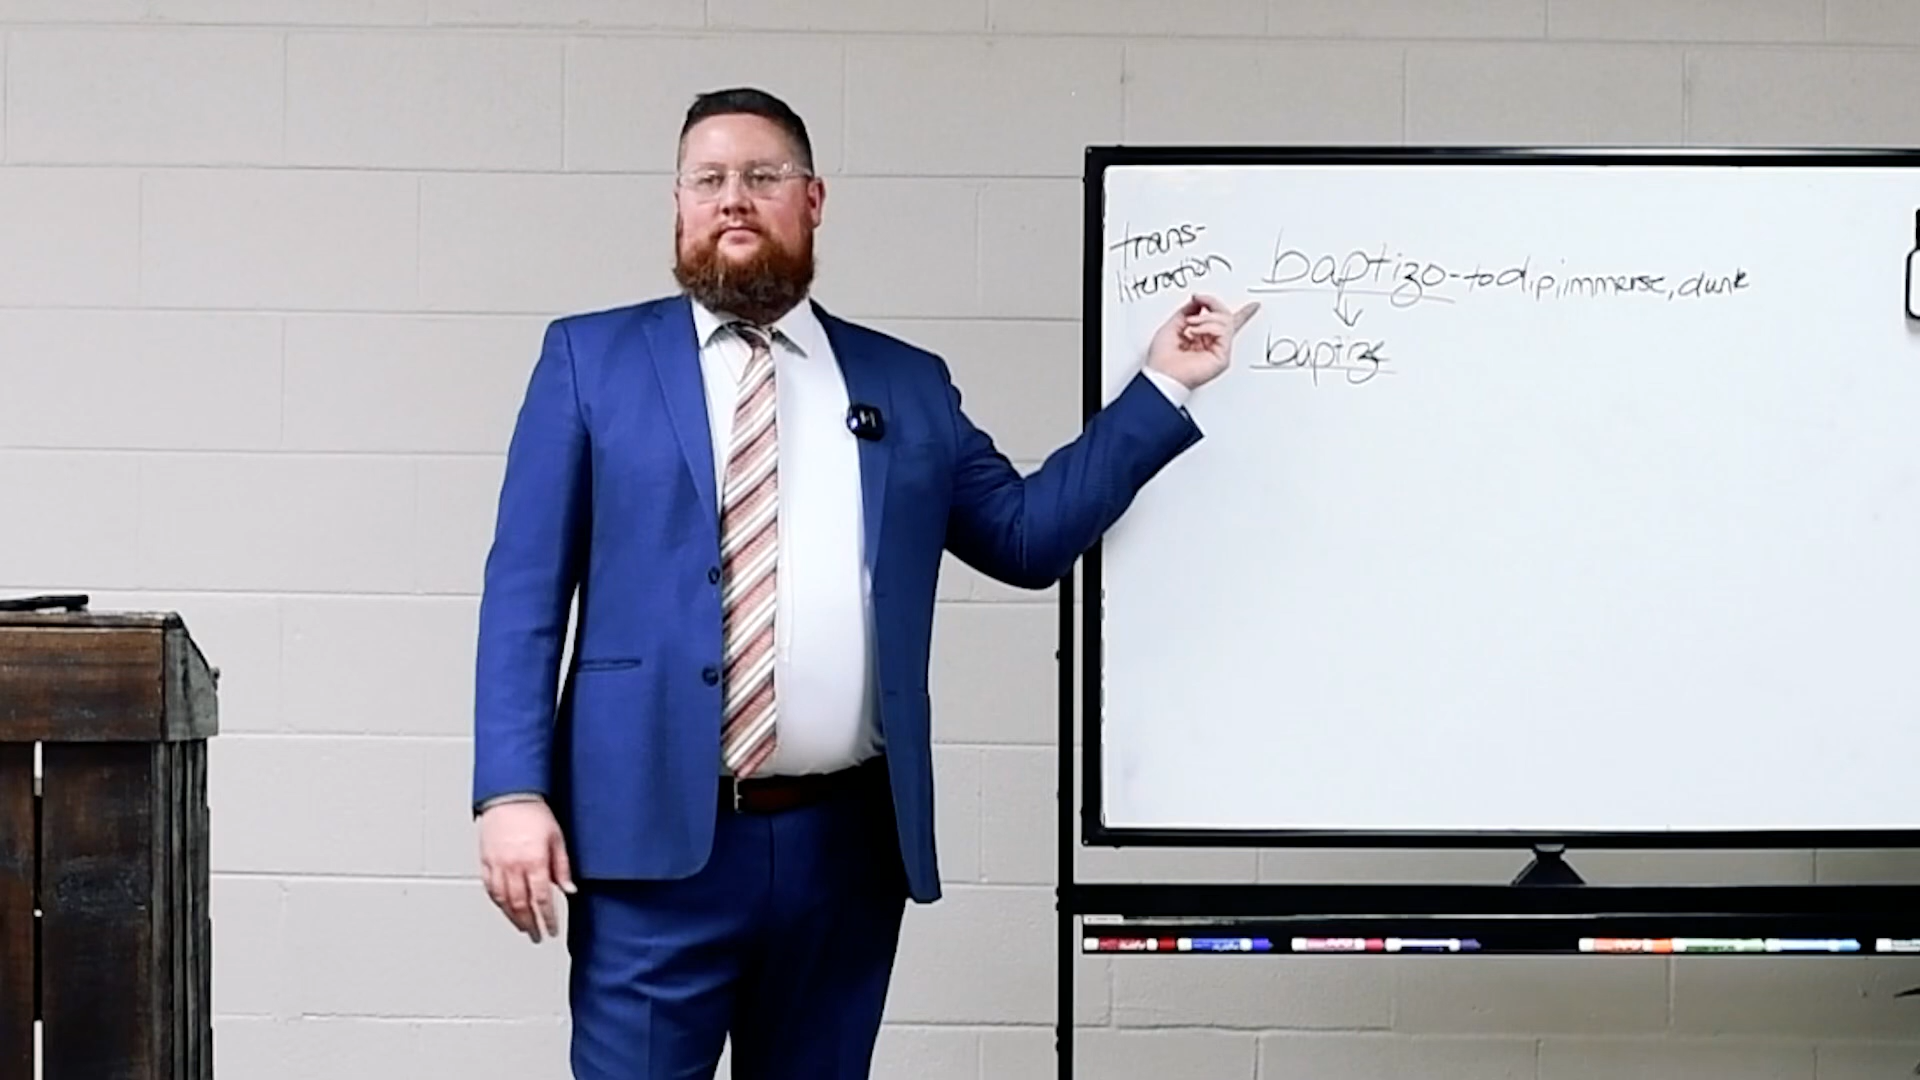 trans-
literation
baptizo - to dip, immerse, dunk
baptize